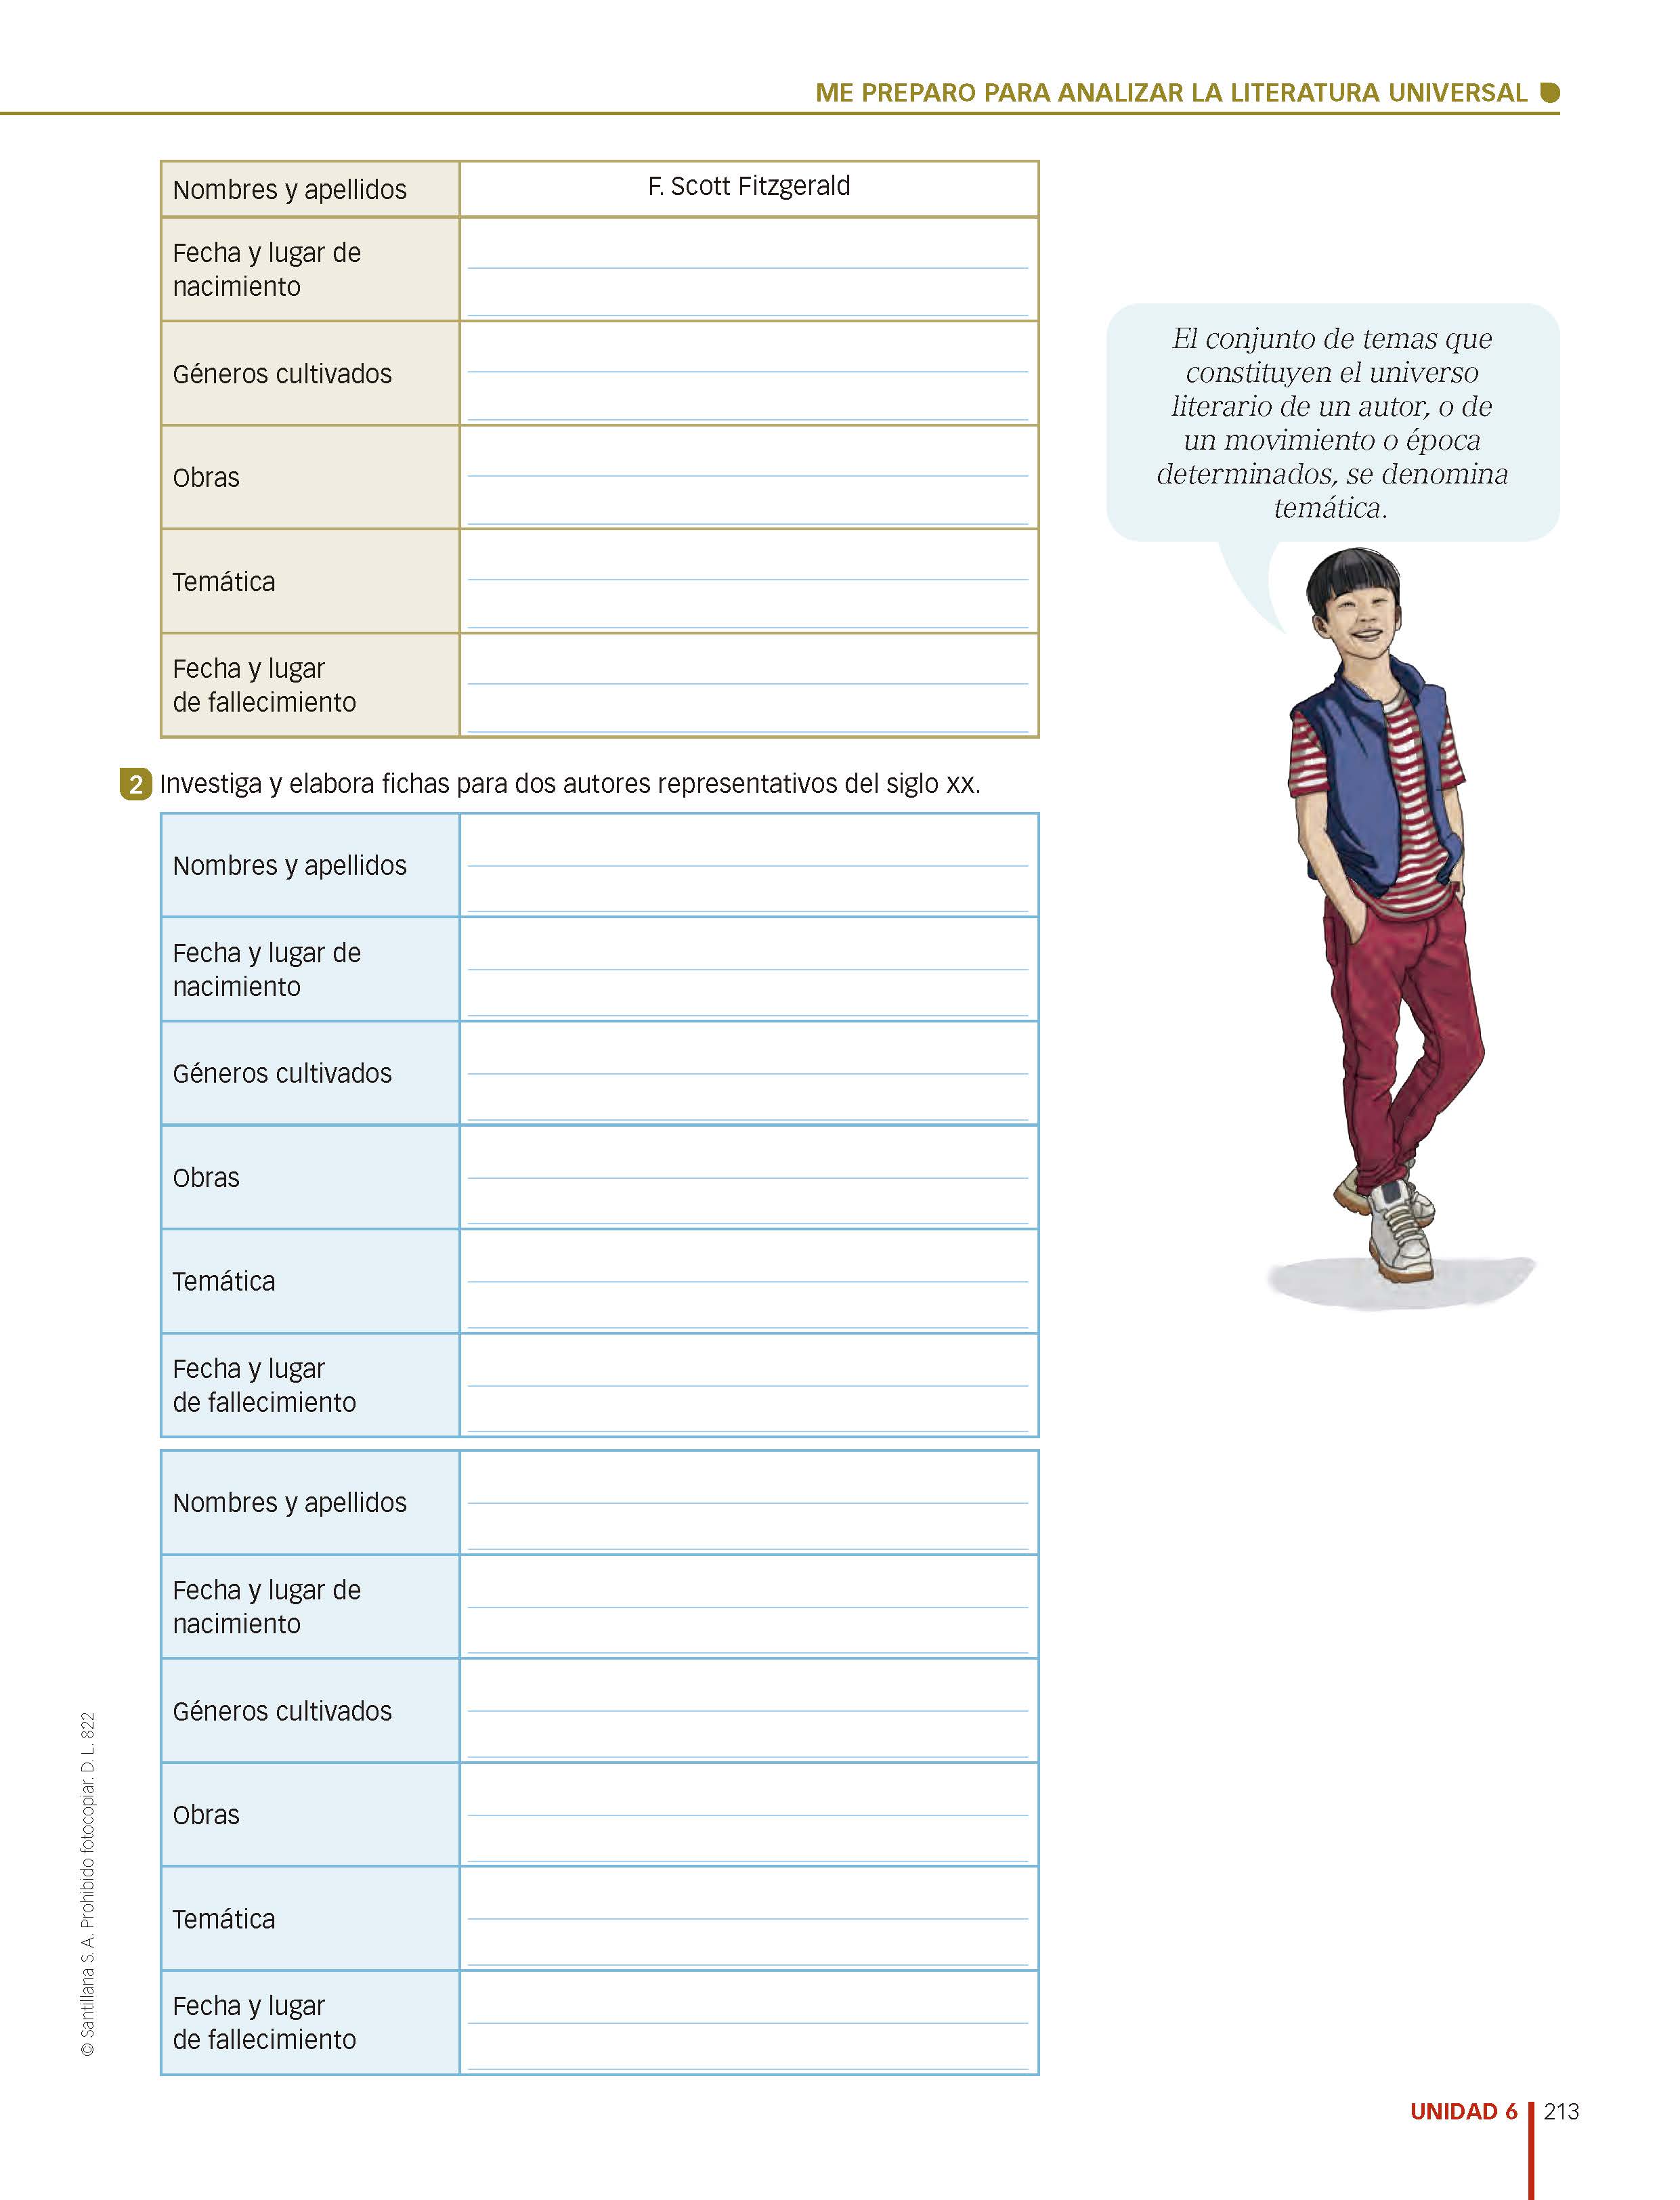 ME PREPARO PARA ANALIZAR LA LITERATURA UNIVERSAL
Nombres y apellidos
F. Scott Fitzgerald
Fecha y lugar de
nacimiento
Géneros cultivados
Obras
Temática
Fecha y lugar
de fallecimiento
El conjunto de temas que
constituyen el universo
literario de un autor, o de
un movimiento o época
determinados, se denomina
temática.
2 Investiga y elabora fichas para dos autores representativos del siglo XX.
Nombres y apellidos
Fecha y lugar de
nacimiento
Géneros cultivados
Obras
Temática
Fecha y lugar
de fallecimiento
Nombres y apellidos
Fecha y lugar de
nacimiento
Géneros cultivados
Obras
Temática
Fecha y lugar
de fallecimiento
© Santillana S. A. Prohibido fotocopiar. D. L. 822
UNIDAD 6 213